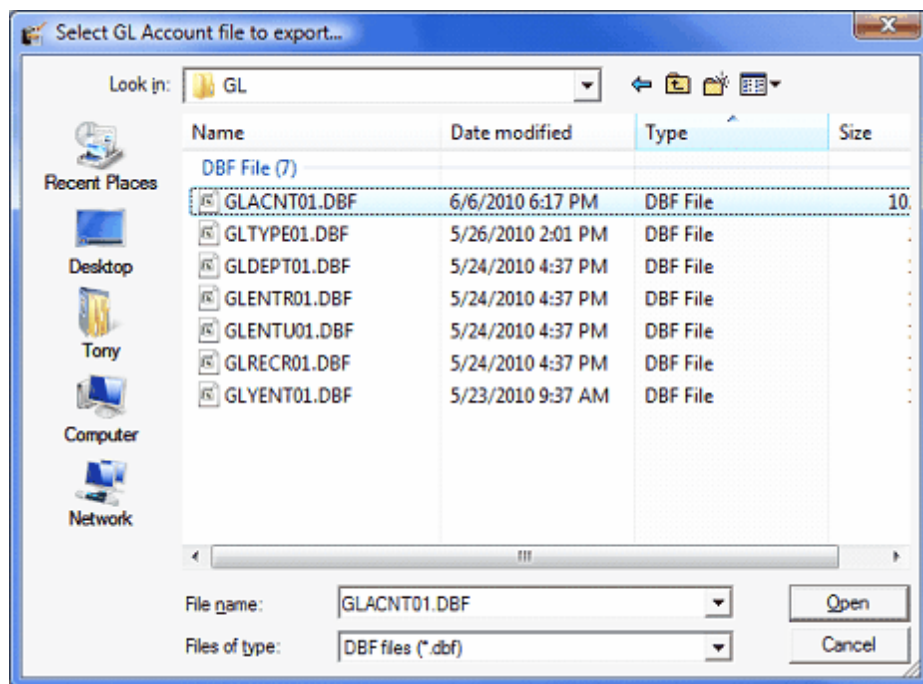 Select GL Account file to export...
Look in: GL
Name Date modified Type Size
DBF File (7)
GLACNT01.DBF 6/6/2010 6:17 PM DBF File 10,
GLTYPE01.DBF 5/26/2010 2:01 PM DBF File
GLDEPT01.DBF 5/24/2010 4:37 PM DBF File
GLENTR01.DBF 5/24/2010 4:37 PM DBF File
GLENTU01.DBF 5/24/2010 4:37 PM DBF File
GLRECR01.DBF 5/24/2010 4:37 PM DBF File
GLYENT01.DBF 5/23/2010 9:37 AM DBF File
Recent Places
Desktop
Tony
Computer
Network
File name: GLACNT01.DBF Open
Files of type: DBF files (*.dbf) Cancel